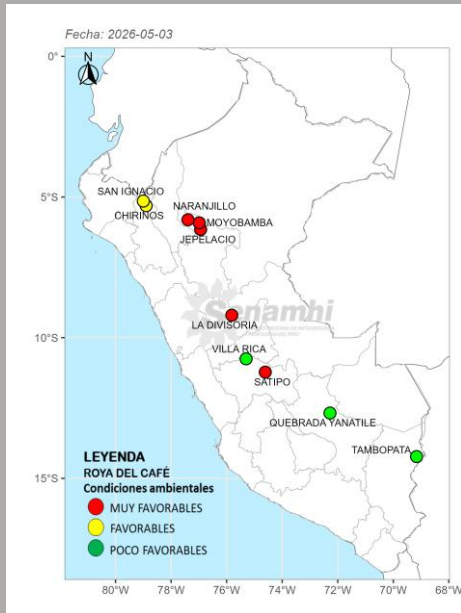 Fecha: 2026-05-03
0°
5°S
10°S
15°S
SAN IGNACIO
CHIRINOS
NARANJILLO
MOYOBAMBA
JEPELACIO
Senamhi
LA DIVISORIA
VILLA RICA
SATIPO
QUEBRADA YANATILE
TAMBOPATA
LEYENDA
ROYA DEL CAFÉ
Condiciones ambientales
MUY FAVORABLES
FAVORABLES
POCO FAVORABLES
80°W 78°W 76°W 74°W 72°W 70°W 68°W